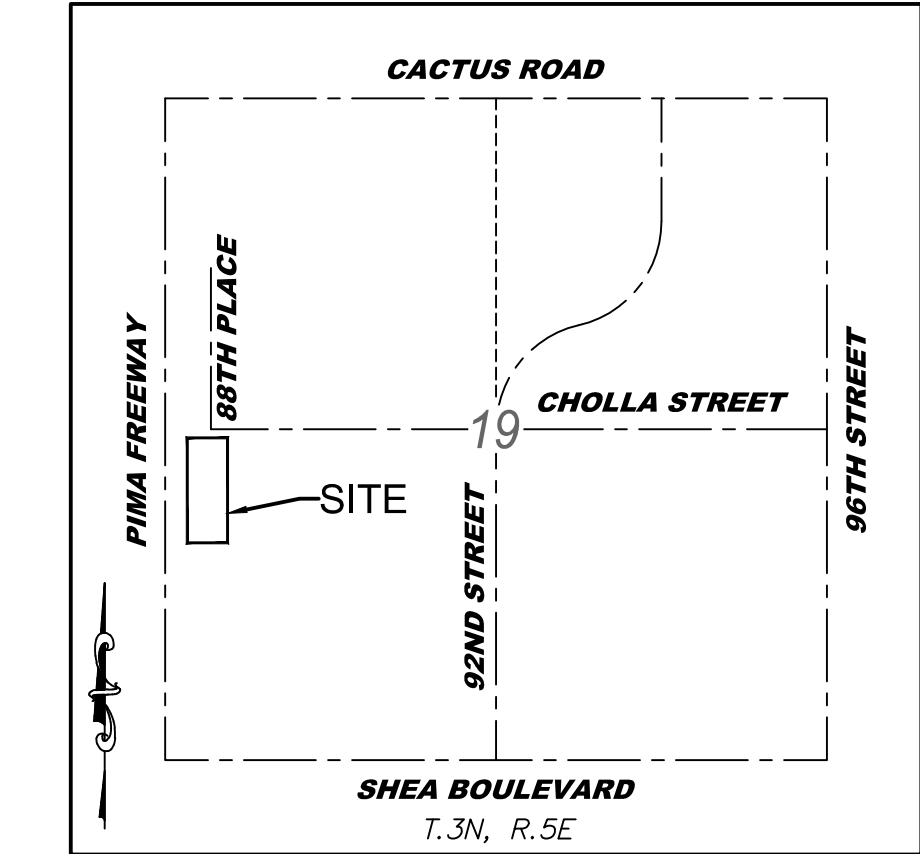 CACTUS ROAD
88TH PLACE
PIMA FREEWAY
CHOLLA STREET
19
96TH STREET
SITE
92ND STREET
SHEA BOULEVARD
T.3N, R.5E